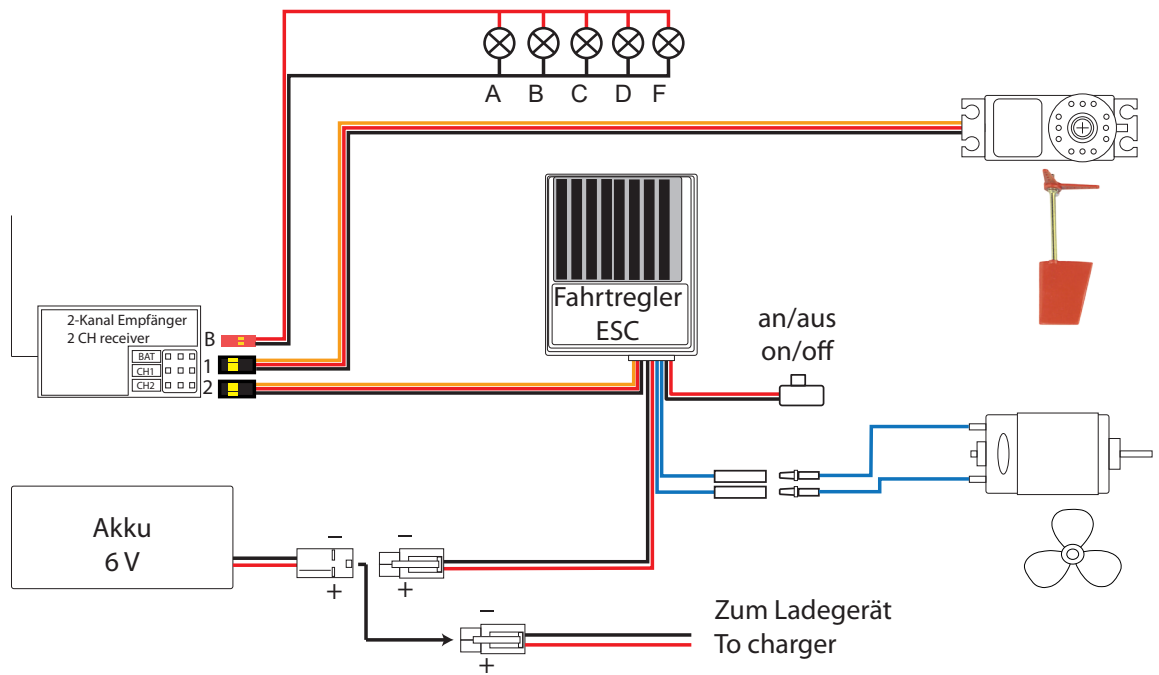 A B C D F
2-Kanal Empfänger
2 CH receiver
B
BAT
1
CH1
CH2
2
Fahrtregler
ESC
an/aus
on/off
Akku
6 V
–
+
–
+
–
+
Zum Ladegerät
To charger